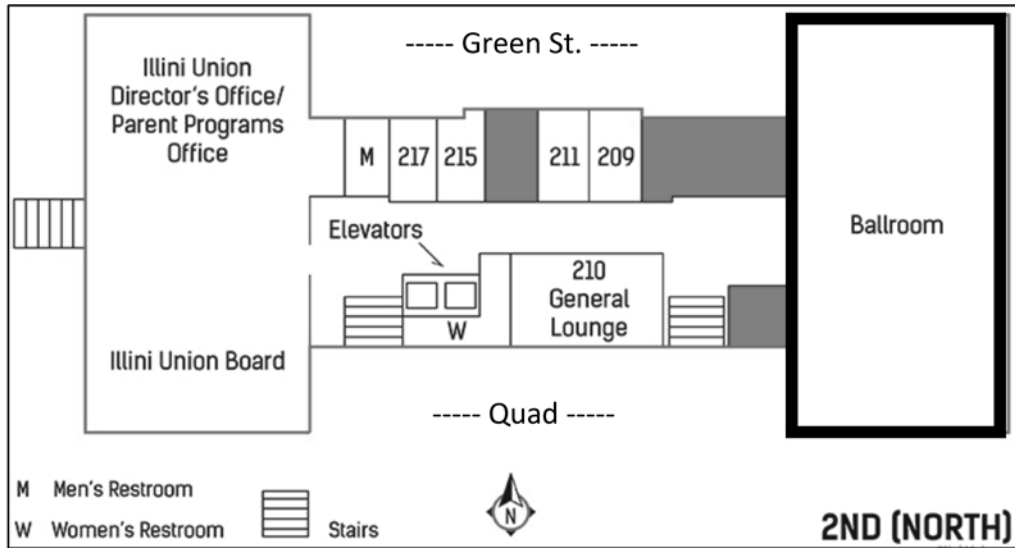 ----- Green St. -----
Illini Union
Director's Office/
Parent Programs
Office
M
217
215
211
209
Elevators
Ballroom
210
General
Lounge
W
Illini Union Board
----- Quad -----
M Men's Restroom
W Women's Restroom
Stairs
N
2ND (NORTH)